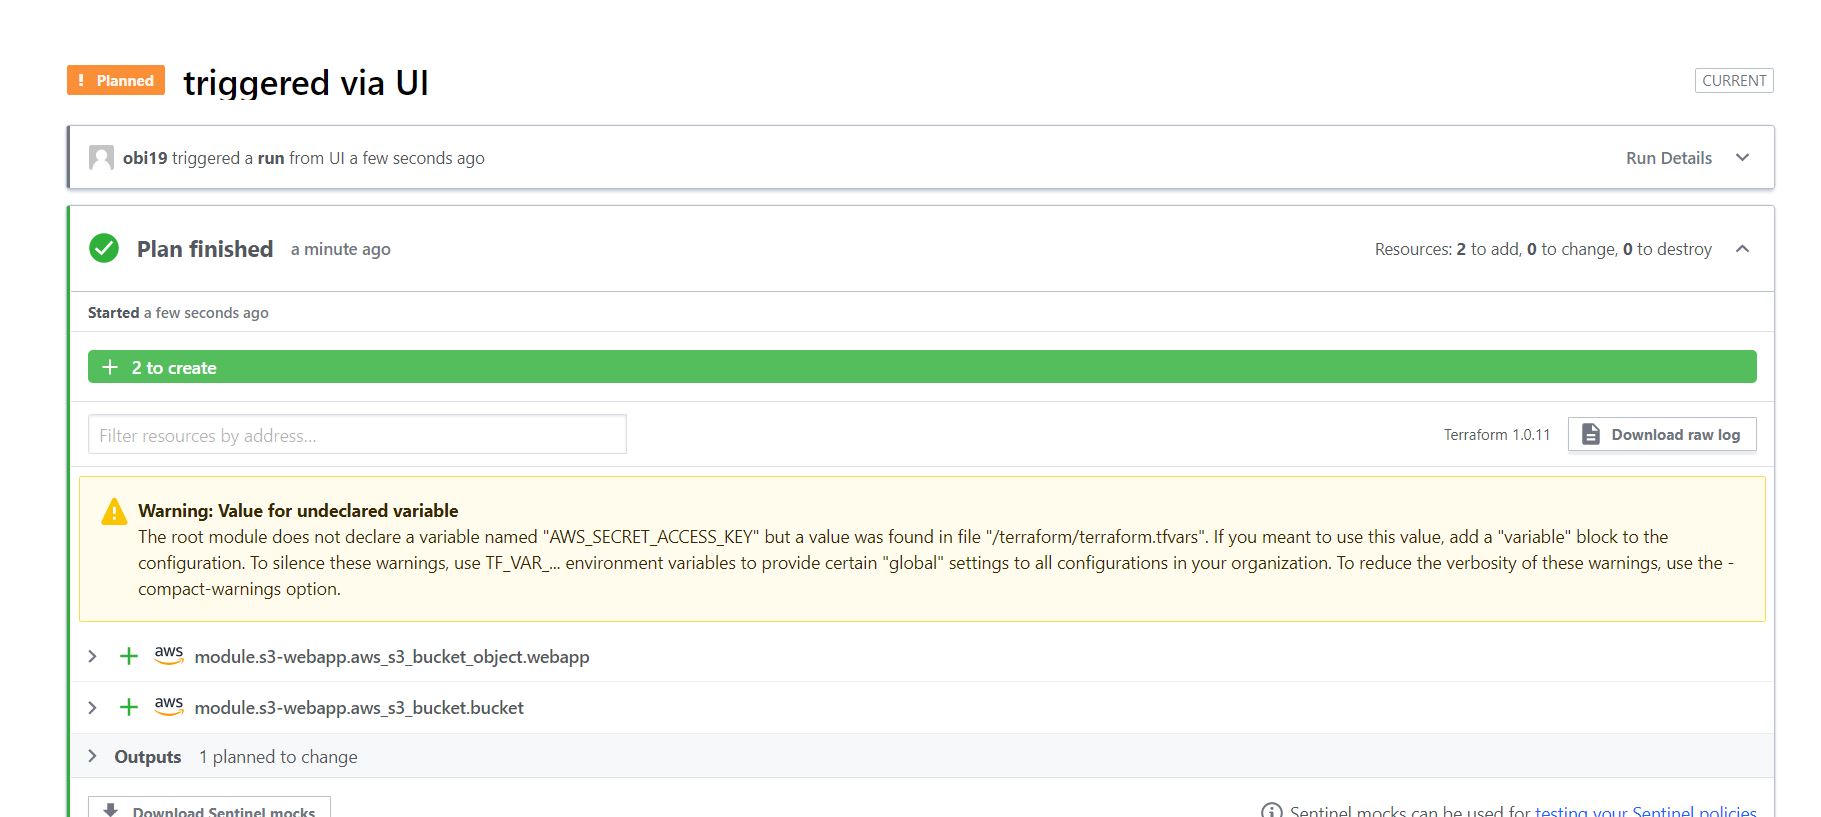 ! Planned triggered via UI CURRENT
obi19 triggered a run from UI a few seconds ago Run Details
Plan finished a minute ago Resources: 2 to add, 0 to change, 0 to destroy
Started a few seconds ago
+ 2 to create
Filter resources by address... Terraform 1.0.11 Download raw log
Warning: Value for undeclared variable
The root module does not declare a variable named "AWS_SECRET_ACCESS_KEY" but a value was found in file "/terraform/terraform.tfvars". If you meant to use this value, add a "variable" block to the
configuration. To silence these warnings, use TF_VAR_... environment variables to provide certain "global" settings to all configurations in your organization. To reduce the verbosity of these warnings, use the -
compact-warnings option.
+ aws module.s3-webapp.aws_s3_bucket_object.webapp
+ aws module.s3-webapp.aws_s3_bucket.bucket
Outputs 1 planned to change
Download Sentinel mocks Sentinel mocks can be used for testing your Sentinel policies